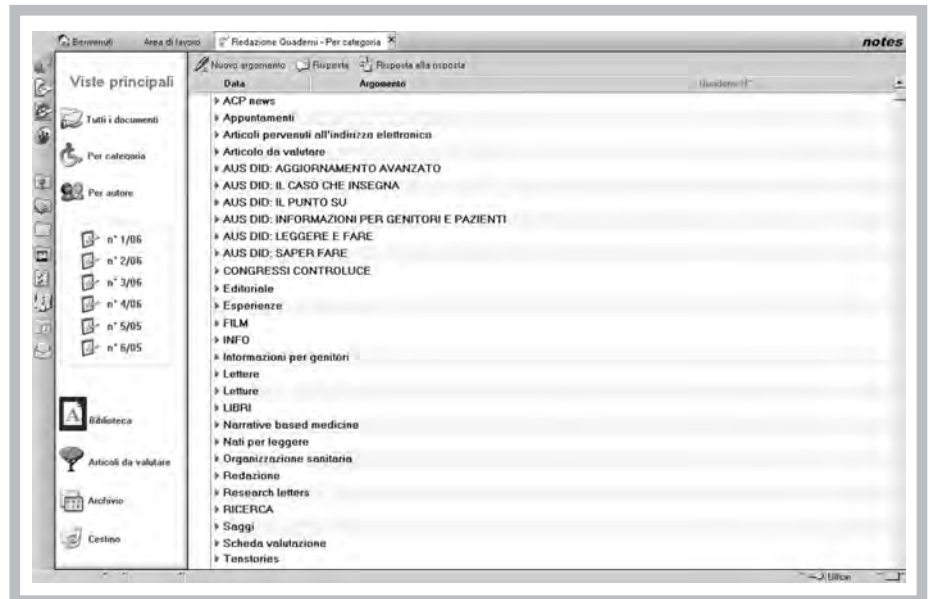 Benvenuti Area di lavoro Redazione Quaderni - Per categoria notes
Nuovo argomento Risposta Risposta alla risposta
Viste principali
Data Argomento
Tutti i documenti
Per categoria
Per autore
n° 1/06
n° 2/06
n° 3/06
n° 4/06
n° 5/05
n° 6/05
Biblioteca
Articoli da valutare
Archivio
Cestino
ACP news
Appuntamenti
Articoli pervenuti all'indirizzo elettronico
Articolo da valutare
AUS DID: AGGIORNAMENTO AVANZATO
AUS DID: IL CASO CHE INSEGNA
AUS DID: IL PUNTO SU
AUS DID: INFORMAZIONI PER GENITORI E PAZIENTI
AUS DID: LEGGERE E FARE
AUS DID: SAPER FARE
CONGRESSI CONTROLUCE
Editoriale
Esperienze
FILM
INFO
Informazioni per genitori
Lettere
Letture
LIBRI
Narrative based medicine
Nati per leggere
Organizzazione sanitaria
Redazione
Research letters
RICERCA
Saggi
Scheda valutazione
Tenstories